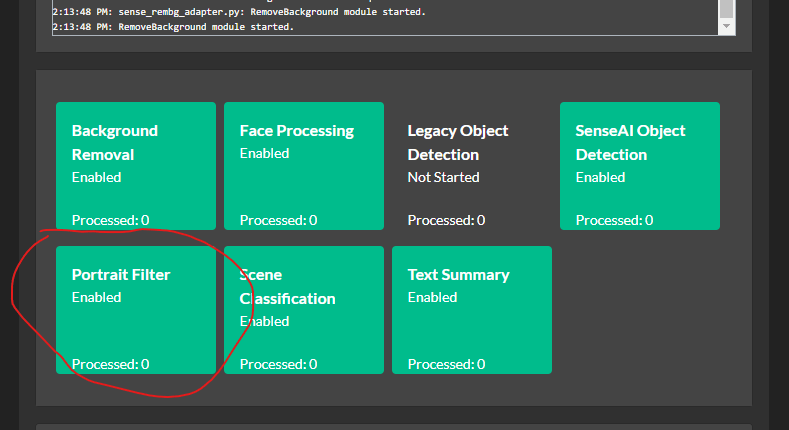 2:13:48 PM: sense_rembg_adapter.py: RemoveBackground module started.
2:13:48 PM: RemoveBackground module started.
Background
Removal
Enabled
Processed: 0
Face Processing
Enabled
Processed: 0
Legacy Object
Detection
Not Started
Processed: 0
SenseAI Object
Detection
Enabled
Processed: 0
Portrait Filter
Enabled
Processed: 0
Scene
Classification
Enabled
Processed: 0
Text Summary
Enabled
Processed: 0